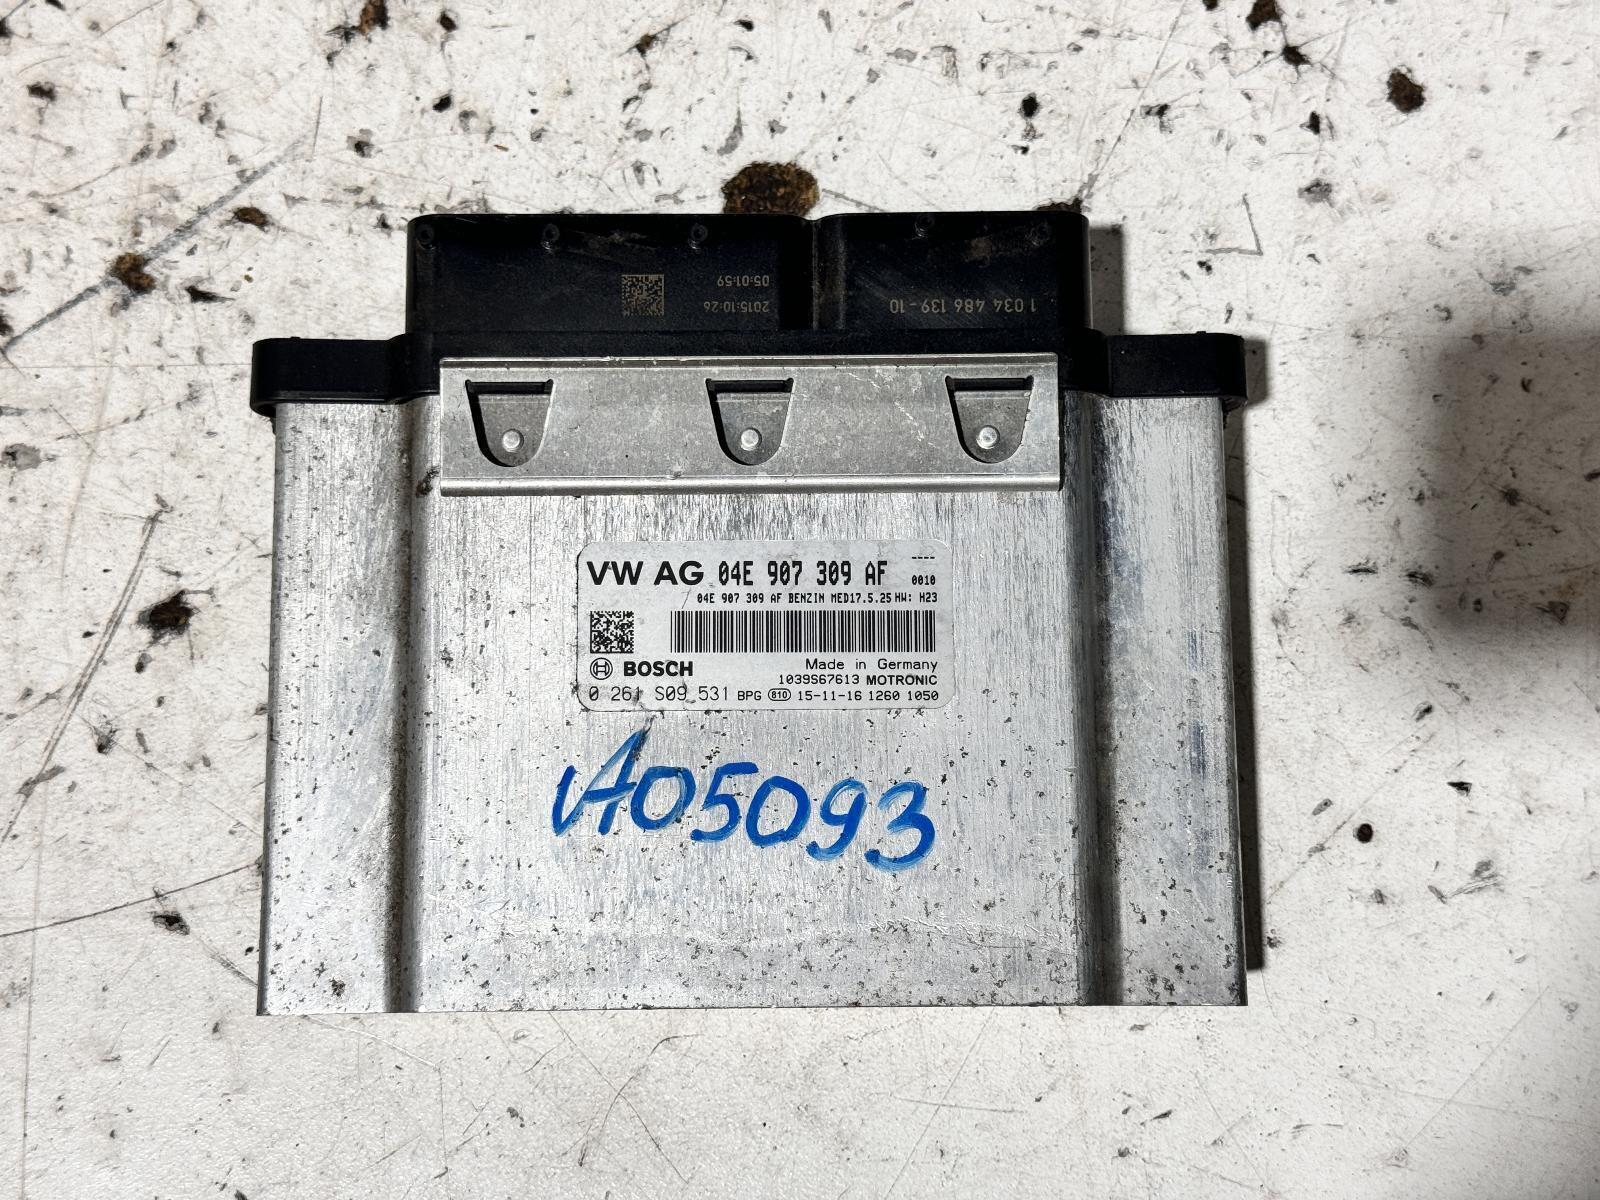 05:01:59
2015:10:26
1 034 486 139-10
----
VW AG 04E 907 309 AF 0010
04E 907 309 AF BENZIN MED17.5.25 HW: H23
BOSCH
Made in Germany
1039S67613 MOTRONIC
0 261 S09 531 BPG 810 15-11-16 1260 1050
A05093